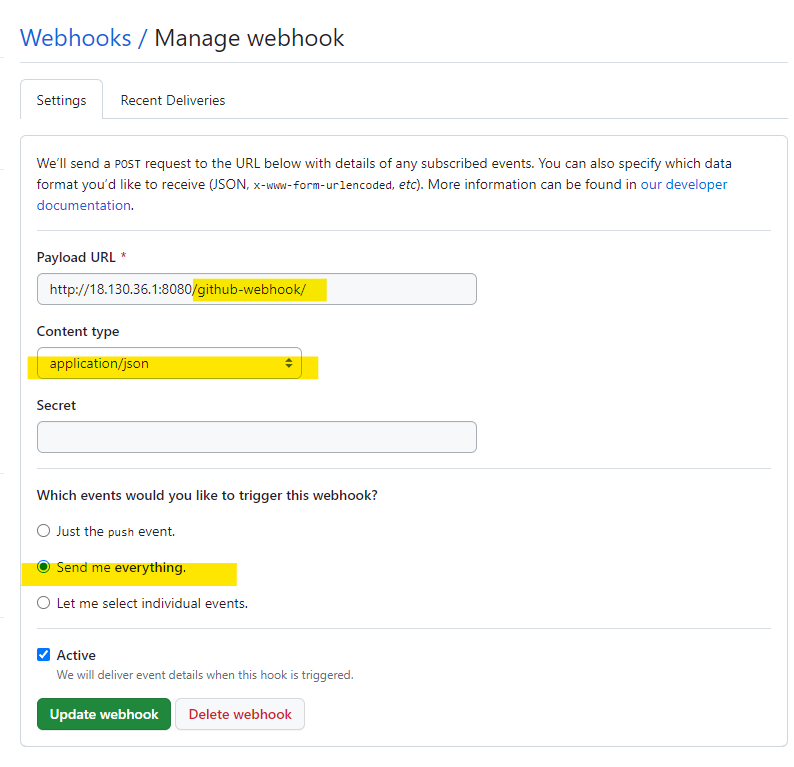 Webhooks / Manage webhook
Settings
Recent Deliveries
We’ll send a POST request to the URL below with details of any subscribed events. You can also specify which data
format you’d like to receive (JSON, x-www-form-urlencoded, etc). More information can be found in our developer
documentation.
Payload URL *
http://18.130.36.1:8080/github-webhook/
Content type
application/json
Secret
Which events would you like to trigger this webhook?
Just the push event.
Send me everything.
Let me select individual events.
Active
We will deliver event details when this hook is triggered.
Update webhook
Delete webhook